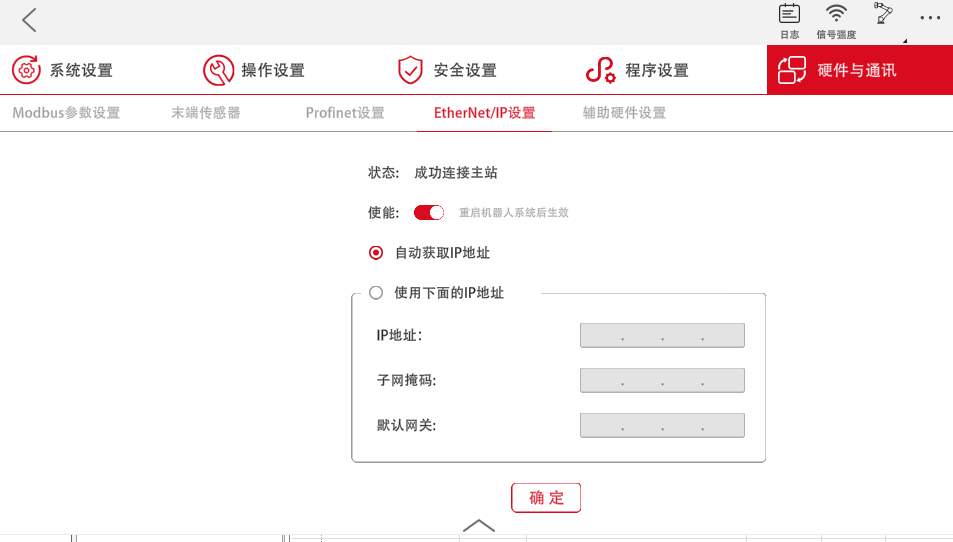 日志 信号强度
系统设置 操作设置 安全设置 程序设置 硬件与通讯
Modbus参数设置 末端传感器 Profinet设置 EtherNet/IP设置 辅助硬件设置
状态: 成功连接主站
使能: 重启机器人系统后生效
自动获取IP地址
使用下面的IP地址
IP地址: . . .
子网掩码: . . .
默认网关: . . .
确 定